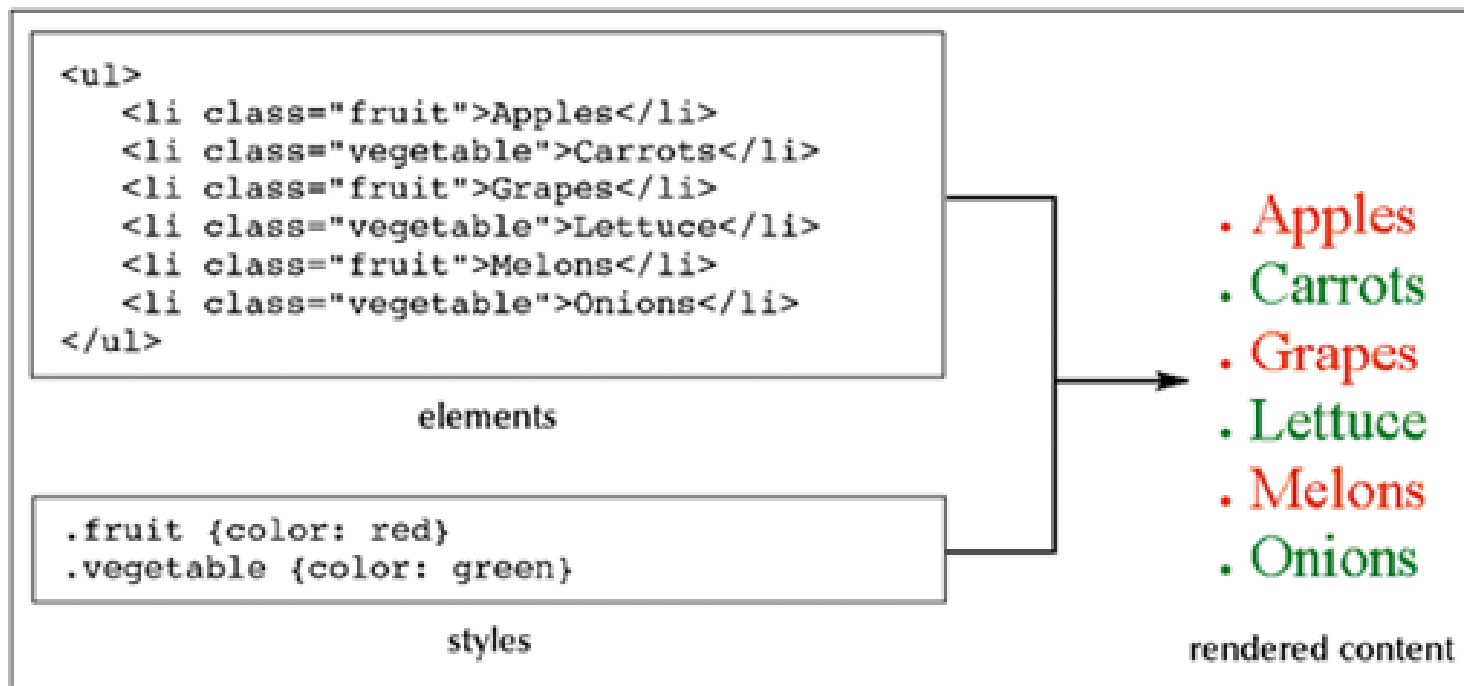 <ul>
<li class="fruit">Apples</li>
<li class="vegetable">Carrots</li>
<li class="fruit">Grapes</li>
<li class="vegetable">Lettuce</li>
<li class="fruit">Melons</li>
<li class="vegetable">Onions</li>
</ul>
elements
.fruit {color: red}
.vegetable {color: green}
styles
. Apples
. Carrots
. Grapes
. Lettuce
. Melons
. Onions
rendered content